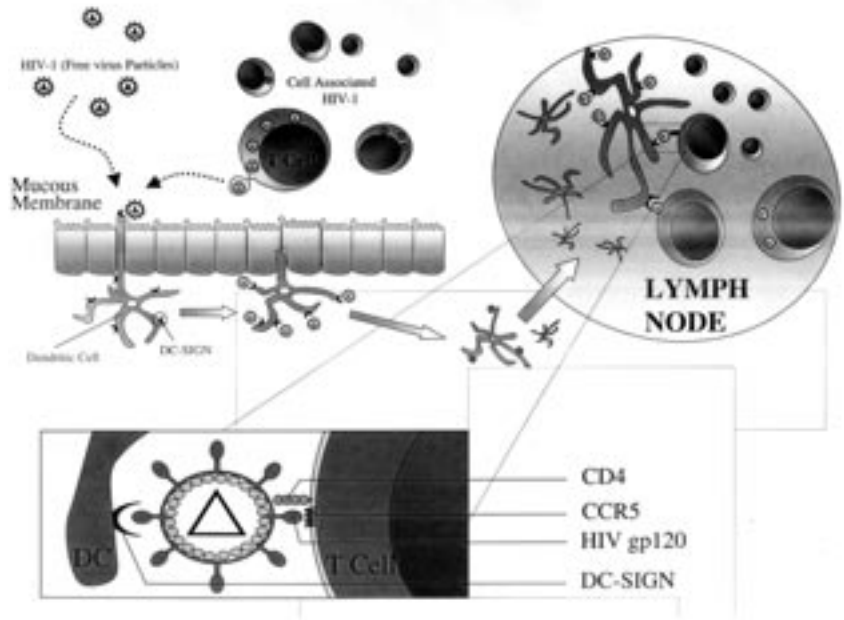 HIV-1 (Free virus Particles)
Cell Associated
HIV-1
T Cell
Mucous
Membrane
LYMPH
NODE
DC-SIGN
Dendritic Cell
CD4
CCR5
HIV gp120
DC-SIGN
DC
T Cell